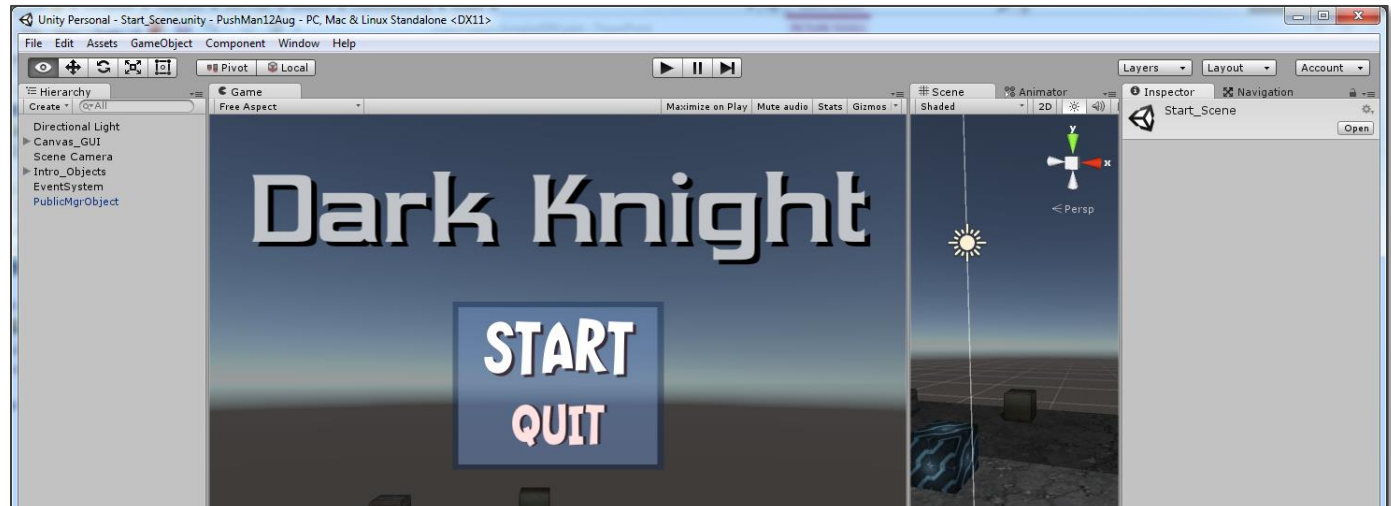 Unity Personal - Start_Scene.unity - PushMan12Aug - PC, Mac & Linux Standalone <DX11>
File Edit Assets GameObject Component Window Help
Pivot Local Layers Layout Account
Hierarchy Game Scene Animator Inspector Navigation
Create All Free Aspect Maximize on Play Mute audio Stats Gizmos Shaded 2D Start_Scene
Open
Directional Light
Canvas_GUI
Scene Camera
Intro_Objects
EventSystem
PublicMgrObject
Dark Knight
START
QUIT
y
x
Persp